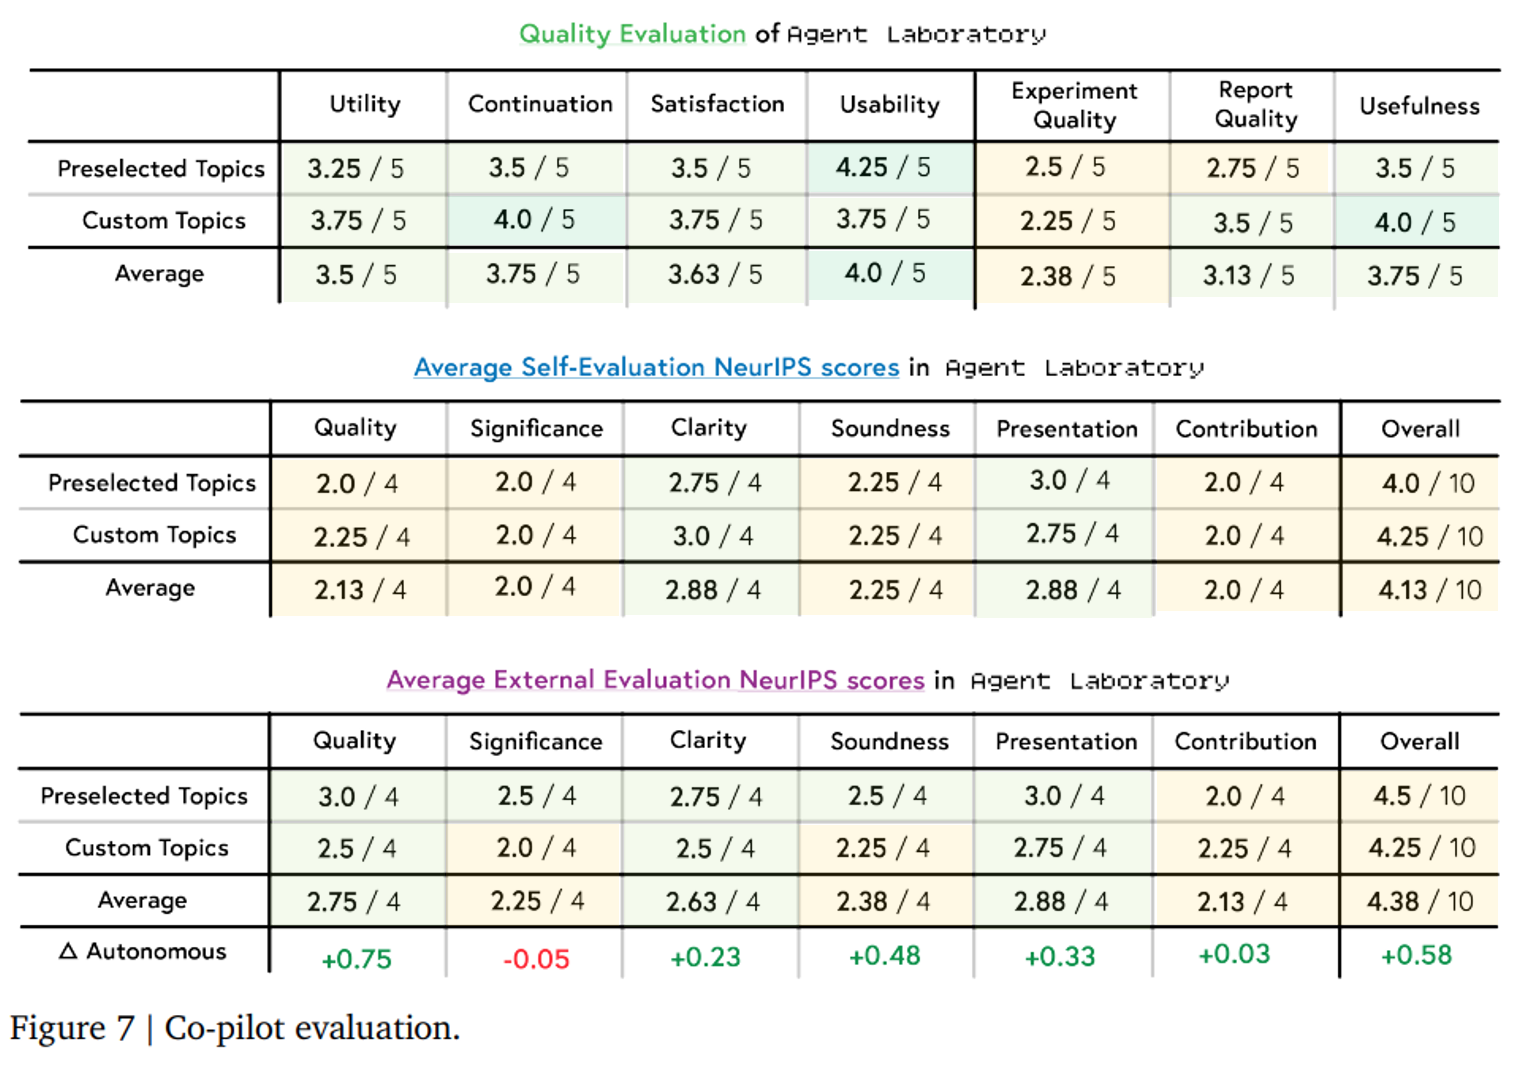 Quality Evaluation of Agent Laboratory
Utility Continuation Satisfaction Usability Experiment Quality Report Quality Usefulness
Preselected Topics 3.25 / 5 3.5 / 5 3.5 / 5 4.25 / 5 2.5 / 5 2.75 / 5 3.5 / 5
Custom Topics 3.75 / 5 4.0 / 5 3.75 / 5 3.75 / 5 2.25 / 5 3.5 / 5 4.0 / 5
Average 3.5 / 5 3.75 / 5 3.63 / 5 4.0 / 5 2.38 / 5 3.13 / 5 3.75 / 5
Average Self-Evaluation NeurIPS scores in Agent Laboratory
Quality Significance Clarity Soundness Presentation Contribution Overall
Preselected Topics 2.0 / 4 2.0 / 4 2.75 / 4 2.25 / 4 3.0 / 4 2.0 / 4 4.0 / 10
Custom Topics 2.25 / 4 2.0 / 4 3.0 / 4 2.25 / 4 2.75 / 4 2.0 / 4 4.25 / 10
Average 2.13 / 4 2.0 / 4 2.88 / 4 2.25 / 4 2.88 / 4 2.0 / 4 4.13 / 10
Average External Evaluation NeurIPS scores in Agent Laboratory
Quality Significance Clarity Soundness Presentation Contribution Overall
Preselected Topics 3.0 / 4 2.5 / 4 2.75 / 4 2.5 / 4 3.0 / 4 2.0 / 4 4.5 / 10
Custom Topics 2.5 / 4 2.0 / 4 2.5 / 4 2.25 / 4 2.75 / 4 2.25 / 4 4.25 / 10
Average 2.75 / 4 2.25 / 4 2.63 / 4 2.38 / 4 2.88 / 4 2.13 / 4 4.38 / 10
Δ Autonomous +0.75 -0.05 +0.23 +0.48 +0.33 +0.03 +0.58
Figure 7 | Co-pilot evaluation.